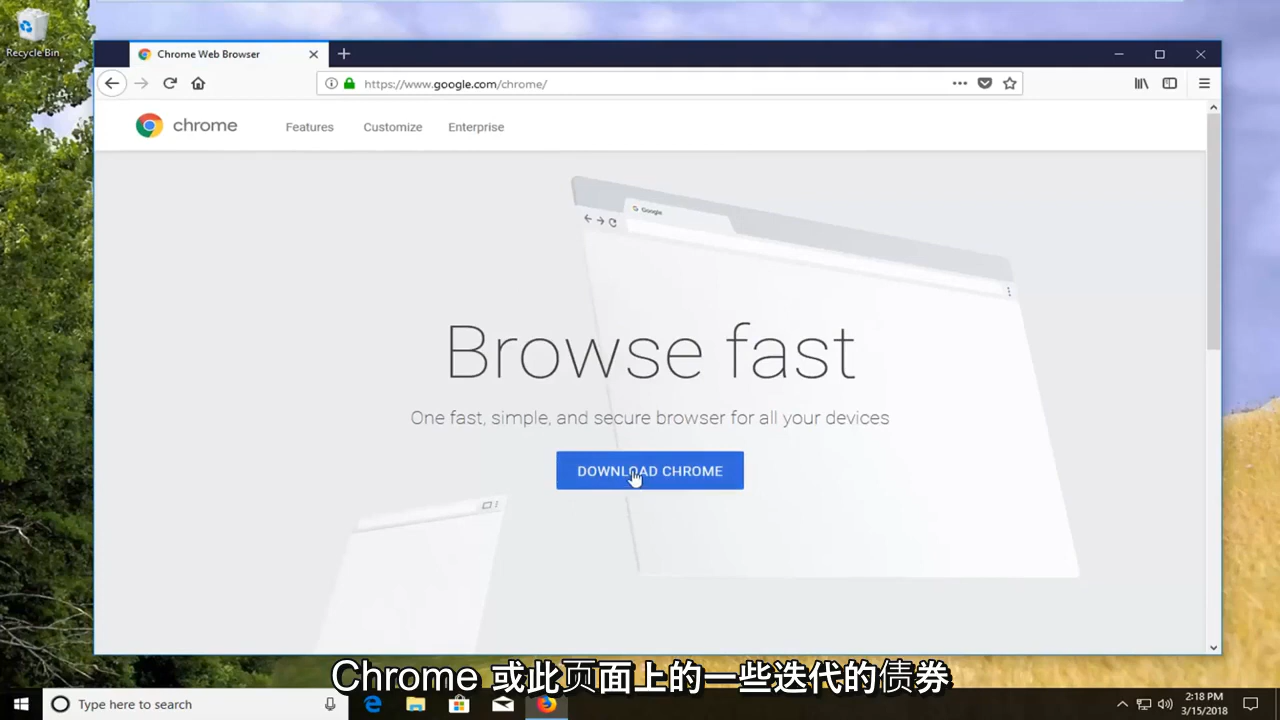 Recycle Bin
Chrome Web Browser
https://www.google.com/chrome/
chrome
Features
Customize
Enterprise
Google
Browse fast
One fast, simple, and secure browser for all your devices
DOWNLOAD CHROME
Chrome 或此页面上的一些迭代的债券
Type here to search
2:18 PM
3/15/2018